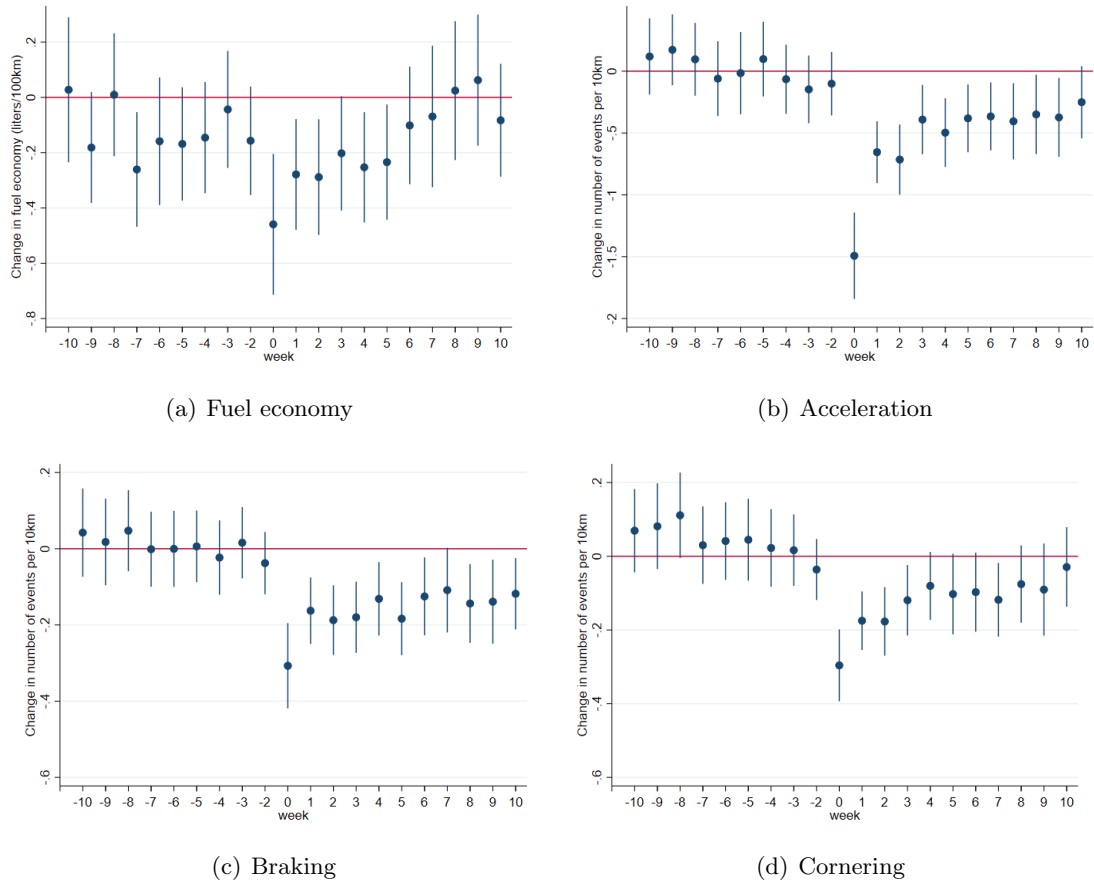 Change in fuel economy (liters/100km)
.2
0
-.2
-.4
-.6
-.8
-10 -9 -8 -7 -6 -5 -4 -3 -2 0 1 2 3 4 5 6 7 8 9 10
week
(a) Fuel economy
Change in number of events per 10km
0
-.5
-1
-1.5
-2
-10 -9 -8 -7 -6 -5 -4 -3 -2 0 1 2 3 4 5 6 7 8 9 10
week
(b) Acceleration
Change in number of events per 10km
.2
0
-.2
-.4
-.6
-10 -9 -8 -7 -6 -5 -4 -3 -2 0 1 2 3 4 5 6 7 8 9 10
week
(c) Braking
Change in number of events per 10km
.2
0
-.2
-.4
-.6
-10 -9 -8 -7 -6 -5 -4 -3 -2 0 1 2 3 4 5 6 7 8 9 10
week
(d) Cornering